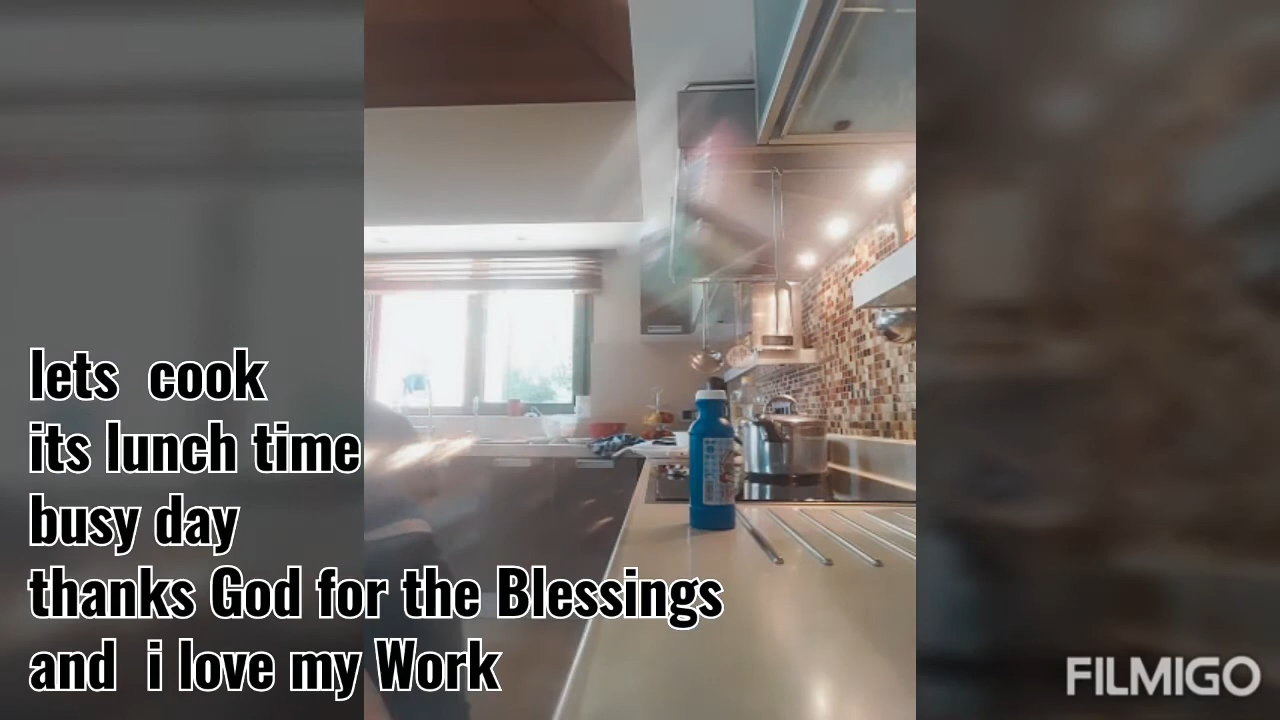 lets  cook
its lunch time
busy day
thanks God for the Blessings
and  i love my Work
FILMIGO